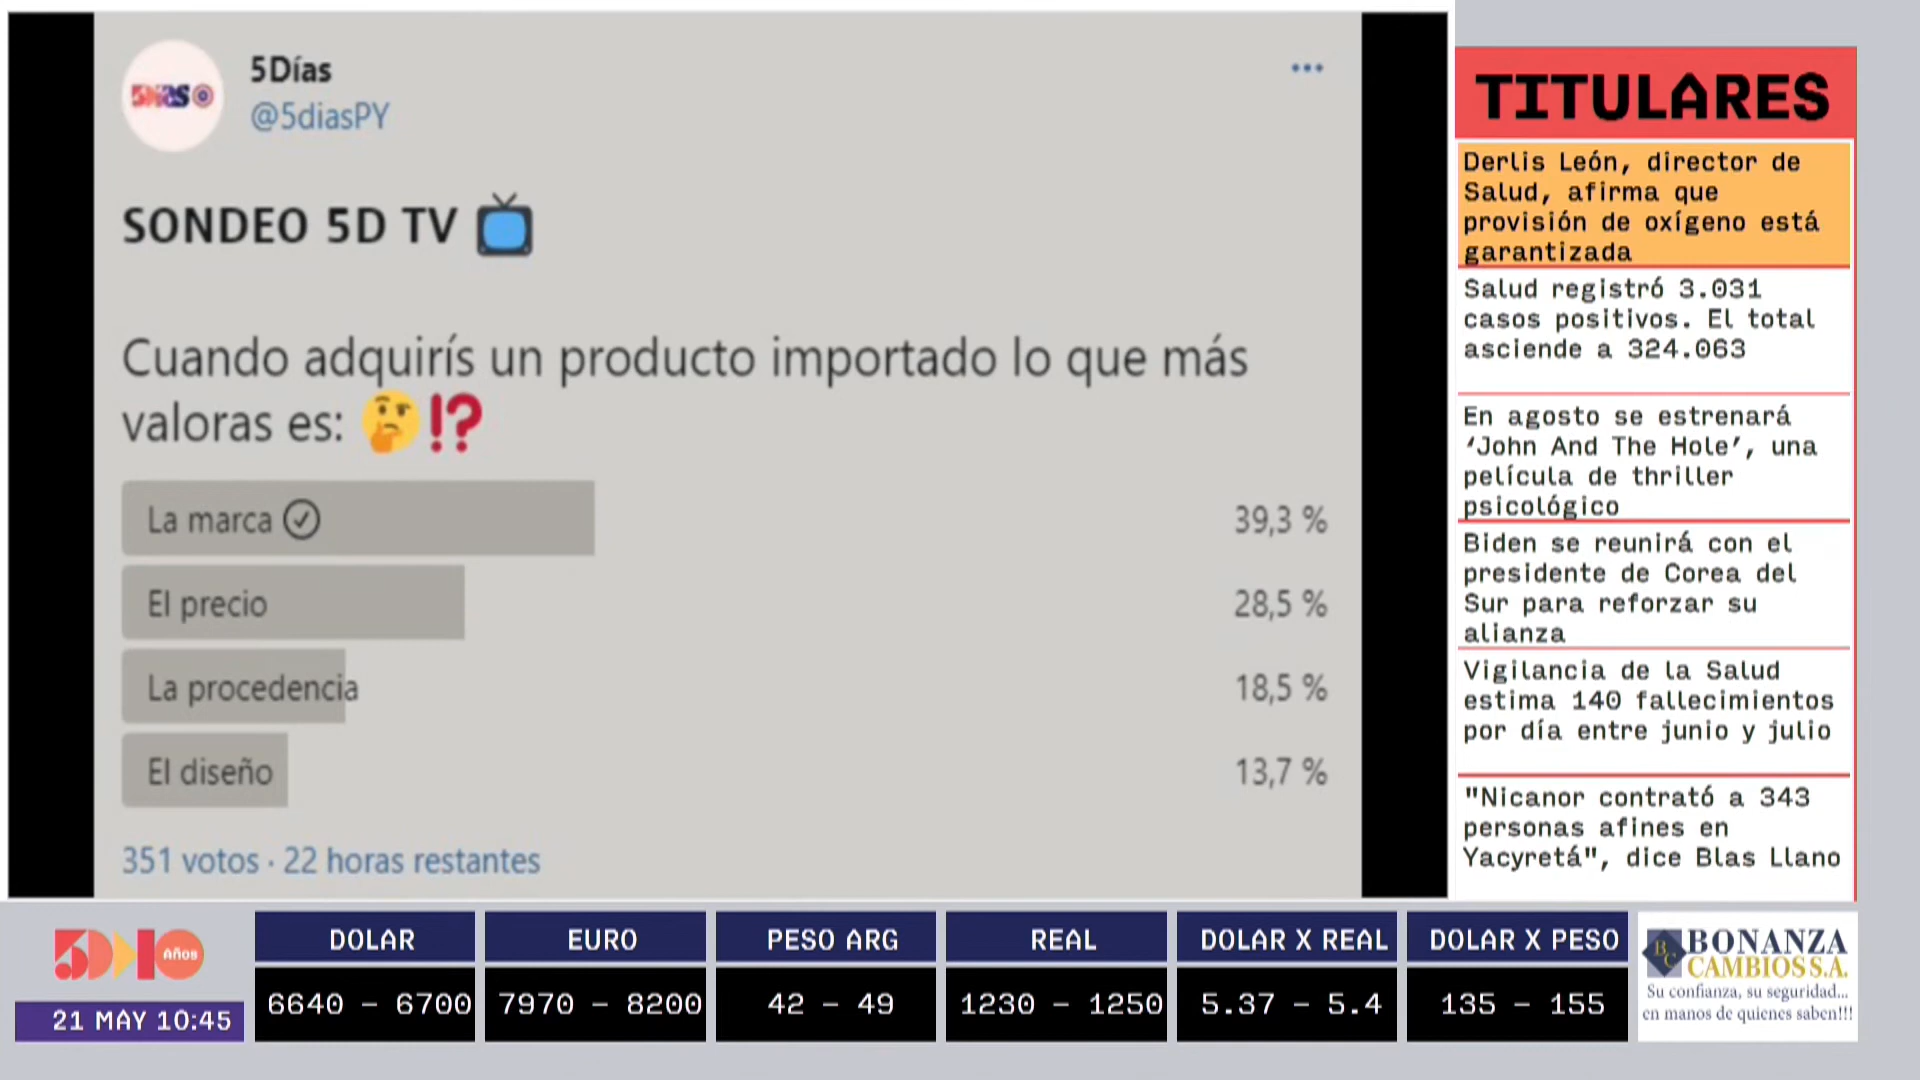 5DÍAS
5Días
@5diasPY
SONDEO 5D TV
Cuando adquirís un producto importado lo que más
valoras es: 🤔⁉
La marca
39,3 %
El precio
28,5 %
La procedencia
18,5 %
El diseño
13,7 %
351 votos · 22 horas restantes
TITULARES
Derlis León, director de
Salud, afirma que
provisión de oxígeno está
garantizada
Salud registró 3.031
casos positivos. El total
asciende a 324.063
En agosto se estrenará
‘John And The Hole’, una
película de thriller
psicológico
Biden se reunirá con el
presidente de Corea del
Sur para reforzar su
alianza
Vigilancia de la Salud
estima 140 fallecimientos
por día entre junio y julio
"Nicanor contrató a 343
personas afines en
Yacyretá", dice Blas Llano
5D 10 Años
21 MAY 10:45
DOLAR
6640 - 6700
EURO
7970 - 8200
PESO ARG
42 - 49
REAL
1230 - 1250
DOLAR X REAL
5.37 - 5.4
DOLAR X PESO
135 - 155
BC BONANZA
CAMBIOS S.A.
Su confianza, su seguridad...
en manos de quienes saben!!!